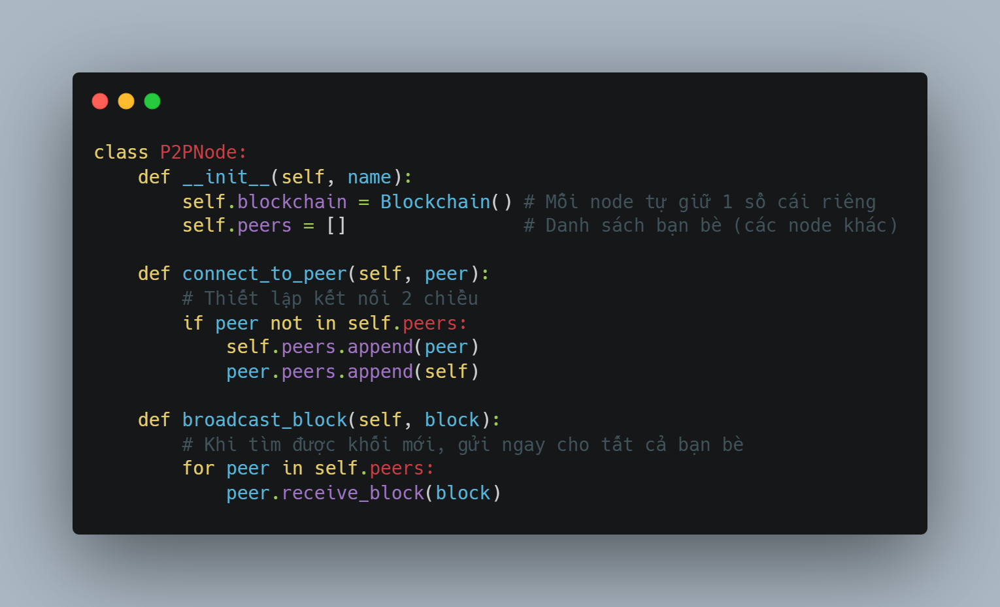 class P2PNode:
    def __init__(self, name):
        self.blockchain = Blockchain() # Mỗi node tự giữ 1 sổ cái riêng
        self.peers = []                # Danh sách bạn bè (các node khác)

    def connect_to_peer(self, peer):
        # Thiết lập kết nối 2 chiều
        if peer not in self.peers:
            self.peers.append(peer)
            peer.peers.append(self)

    def broadcast_block(self, block):
        # Khi tìm được khối mới, gửi ngay cho tất cả bạn bè
        for peer in self.peers:
            peer.receive_block(block)